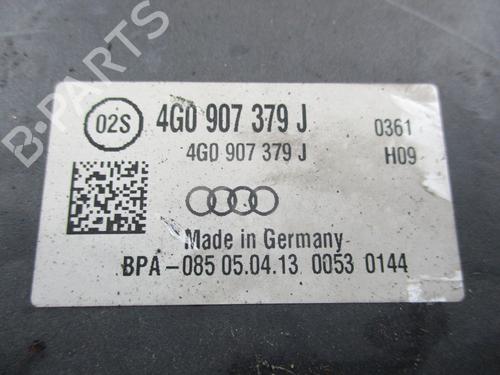 B-PARTS
02S
4G0 907 379 J
0361
4G0 907 379 J
H09
Made in Germany
BPA-085 05.04.13 0053 0144